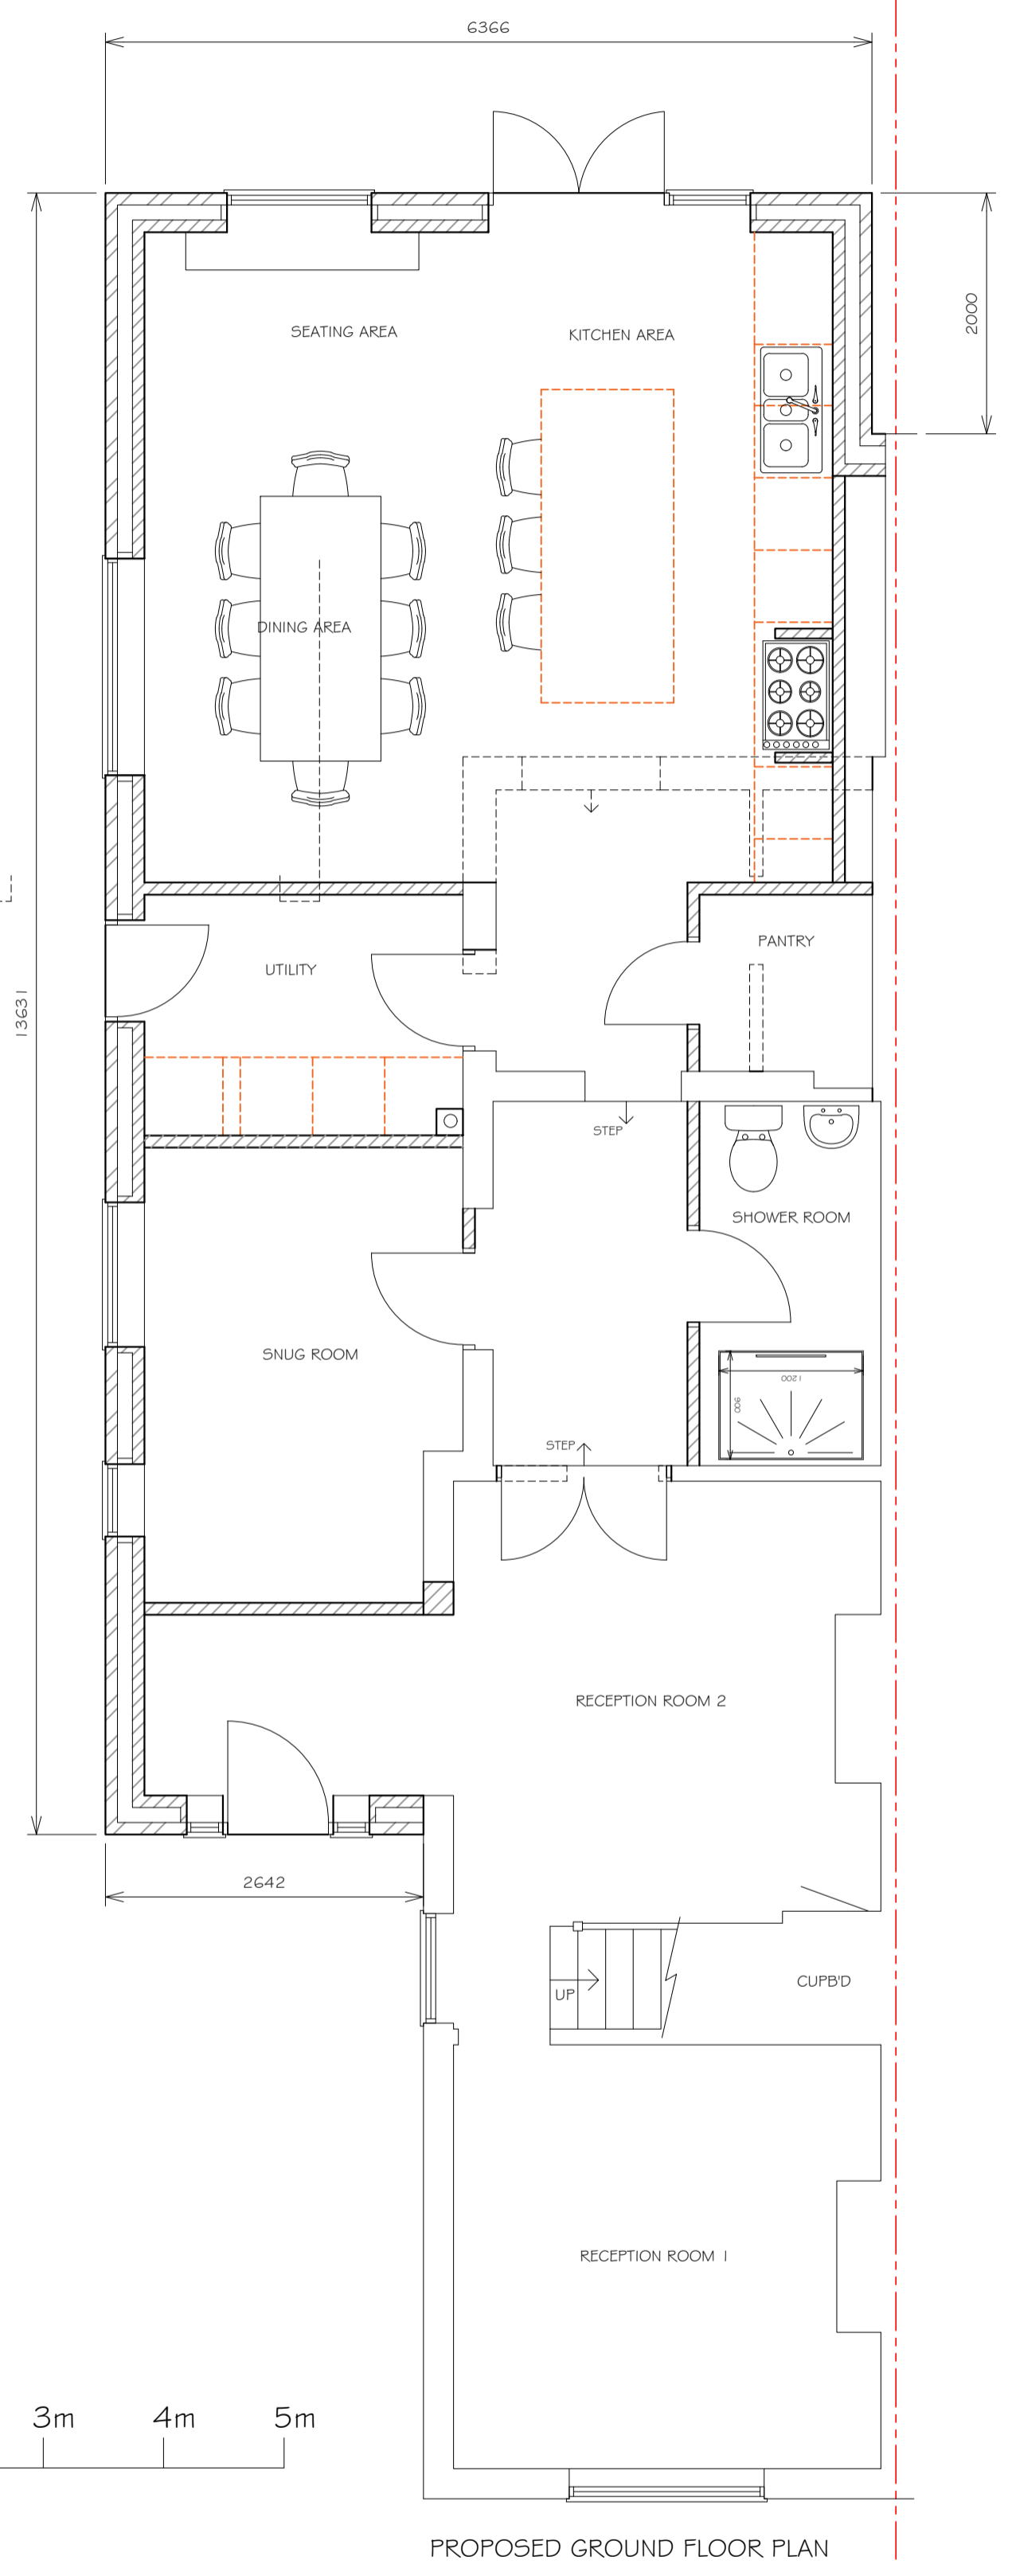 6366
2000
SEATING AREA
KITCHEN AREA
DINING AREA
13631
UTILITY
PANTRY
STEP
SHOWER ROOM
SNUG ROOM
1200
900
STEP
RECEPTION ROOM 2
2642
UP
CUPB'D
RECEPTION ROOM 1
3m 4m 5m
PROPOSED GROUND FLOOR PLAN